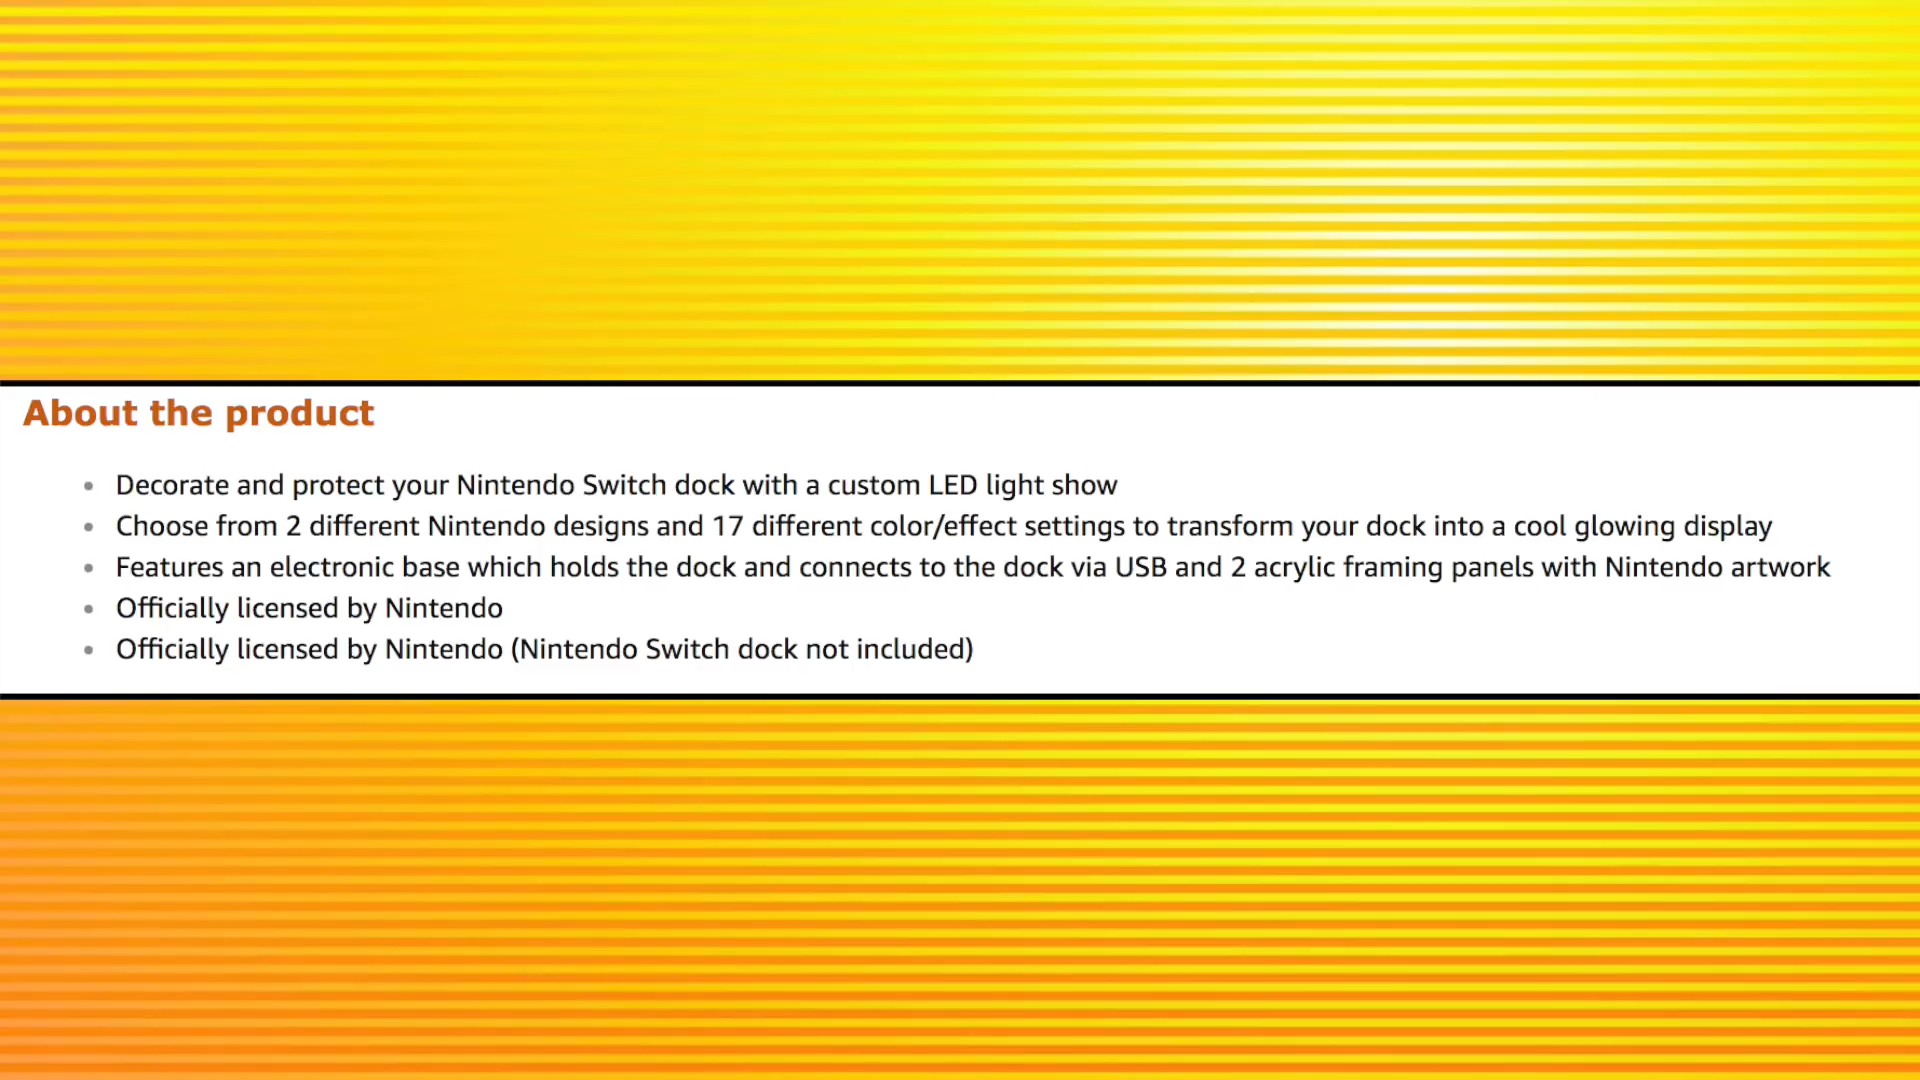 About the product
• Decorate and protect your Nintendo Switch dock with a custom LED light show
• Choose from 2 different Nintendo designs and 17 different color/effect settings to transform your dock into a cool glowing display
• Features an electronic base which holds the dock and connects to the dock via USB and 2 acrylic framing panels with Nintendo artwork
• Officially licensed by Nintendo
• Officially licensed by Nintendo (Nintendo Switch dock not included)